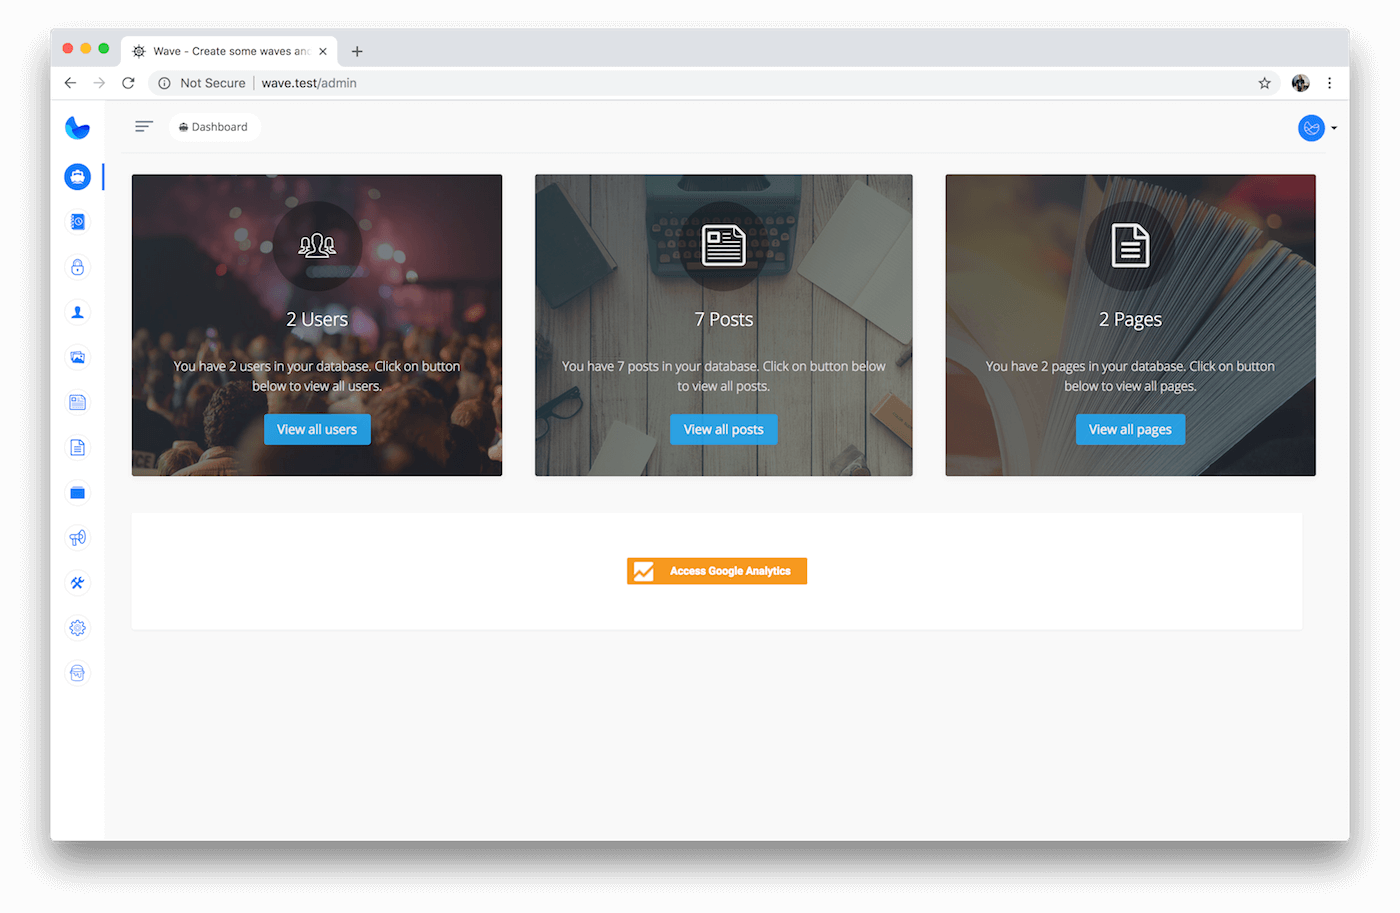 Wave - Create some waves and
Not Secure wave.test/admin
Dashboard
2 Users
You have 2 users in your database. Click on button
below to view all users.
View all users
7 Posts
You have 7 posts in your database. Click on button below
to view all posts.
View all posts
2 Pages
You have 2 pages in your database. Click on button
below to view all pages.
View all pages
Access Google Analytics